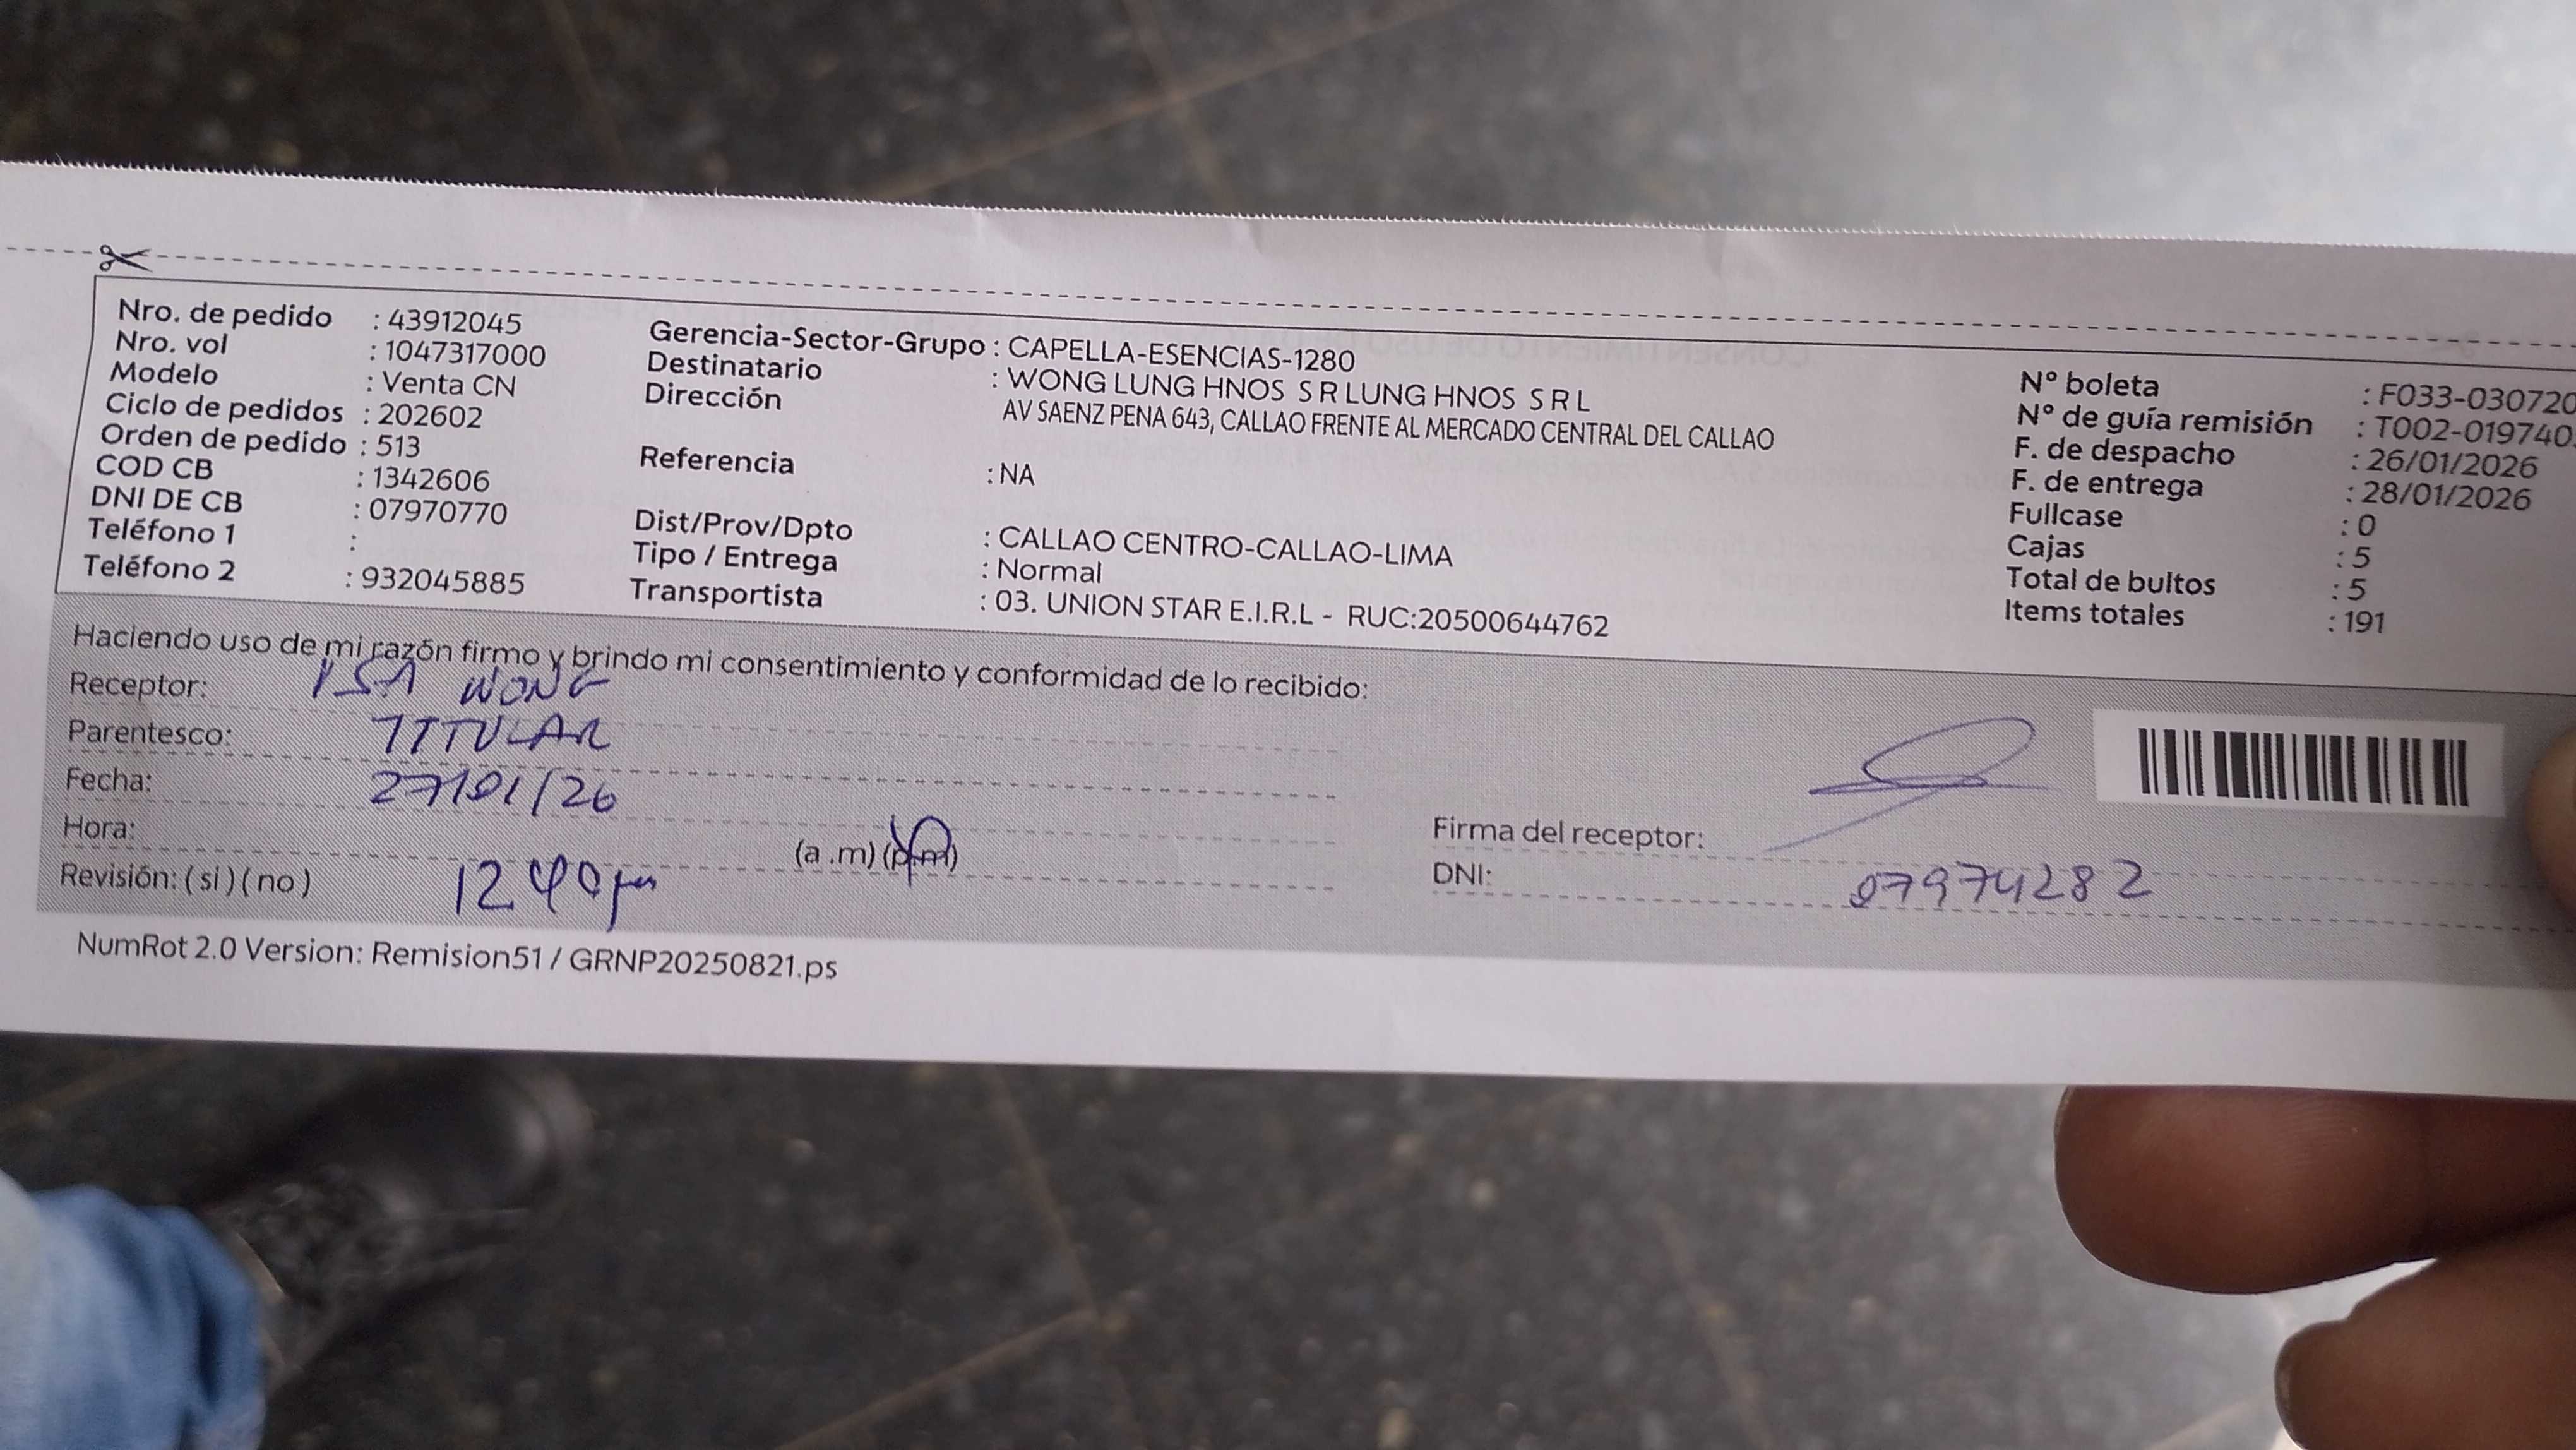 Nro. de pedido : 43912045
Nro. vol : 1047317000
Modelo : Venta CN
Ciclo de pedidos : 202602
Orden de pedido : 513
COD CB : 1342606
DNI DE CB : 07970770
Teléfono 1 :
Teléfono 2 : 932045885
Gerencia-Sector-Grupo : CAPELLA-ESENCIAS-1280
Destinatario : WONG LUNG HNOS S R LUNG HNOS S R L
Dirección AV SAENZ PENA 643, CALLAO FRENTE AL MERCADO CENTRAL DEL CALLAO
Referencia : NA
Dist/Prov/Dpto : CALLAO CENTRO-CALLAO-LIMA
Tipo / Entrega : Normal
Transportista : 03. UNION STAR E.I.R.L - RUC:20500644762
N° boleta : F033-030720
N° de guía remisión : T002-019740
F. de despacho : 26/01/2026
F. de entrega : 28/01/2026
Fullcase : 0
Cajas : 5
Total de bultos : 5
Items totales : 191
Haciendo uso de mi razón firmo y brindo mi consentimiento y conformidad de lo recibido:
Receptor: YSA WONG
Parentesco: TITULAR
Fecha: 27/01/26
Hora: 12 40 pm (a .m) (p.m)
Revisión: ( si ) ( no )
Firma del receptor:
DNI: 07974282
NumRot 2.0 Version: Remision51 / GRNP20250821.ps